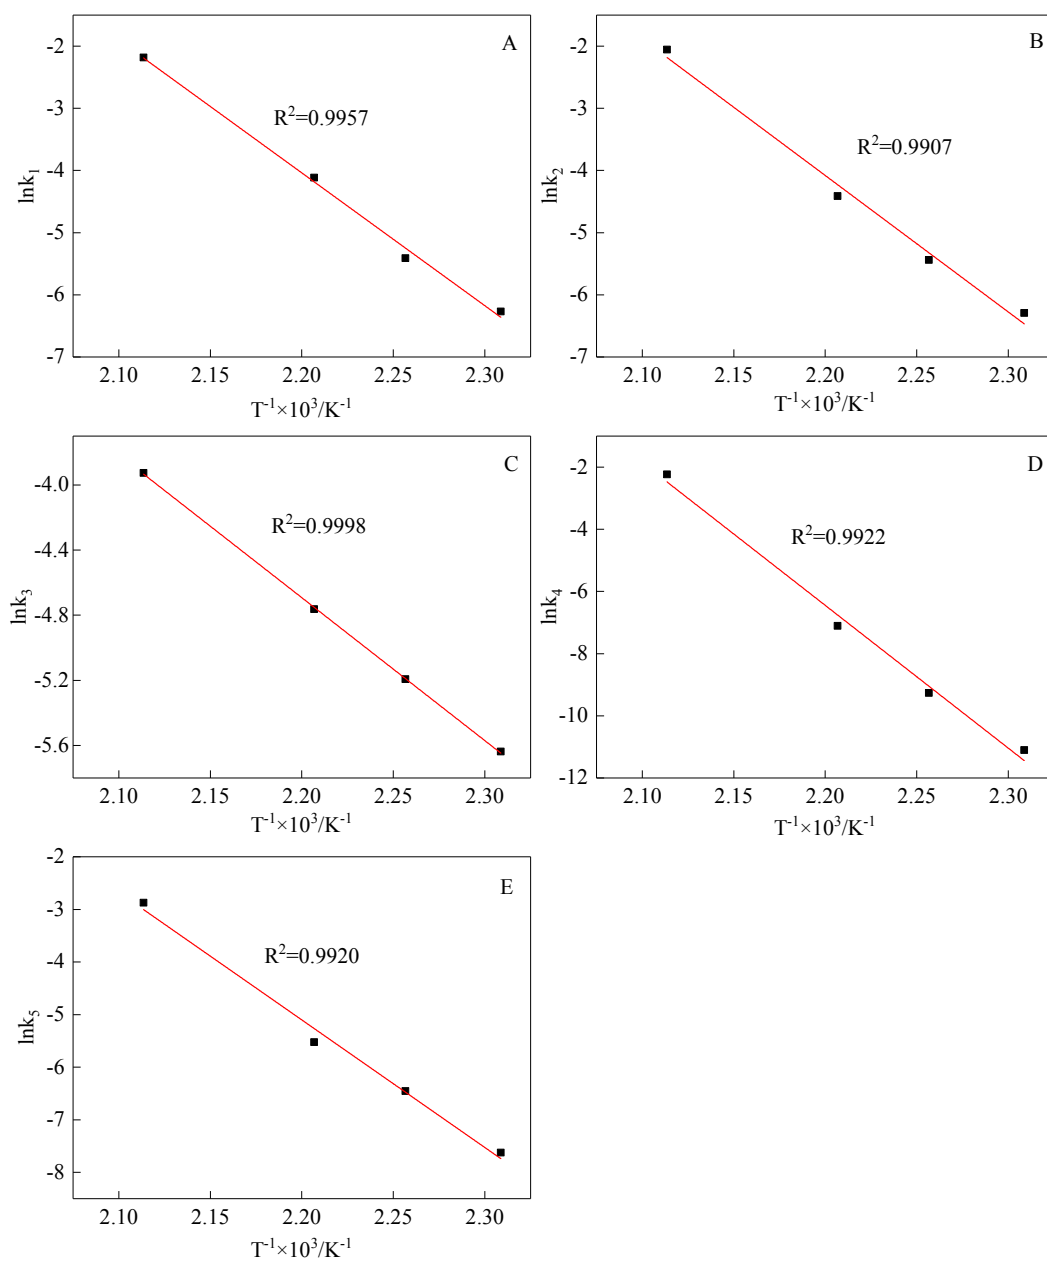 A
-2
-3
-4
-5
-6
-7
lnk₁
R²=0.9957
2.10 2.15 2.20 2.25 2.30
T⁻¹×10³/K⁻¹
B
-2
-3
-4
-5
-6
-7
lnk₂
R²=0.9907
2.10 2.15 2.20 2.25 2.30
T⁻¹×10³/K⁻¹
C
-4.0
-4.4
-4.8
-5.2
-5.6
lnk₃
R²=0.9998
2.10 2.15 2.20 2.25 2.30
T⁻¹×10³/K⁻¹
D
-2
-4
-6
-8
-10
-12
lnk₄
R²=0.9922
2.10 2.15 2.20 2.25 2.30
T⁻¹×10³/K⁻¹
E
-2
-3
-4
-5
-6
-7
-8
lnk₅
R²=0.9920
2.10 2.15 2.20 2.25 2.30
T⁻¹×10³/K⁻¹